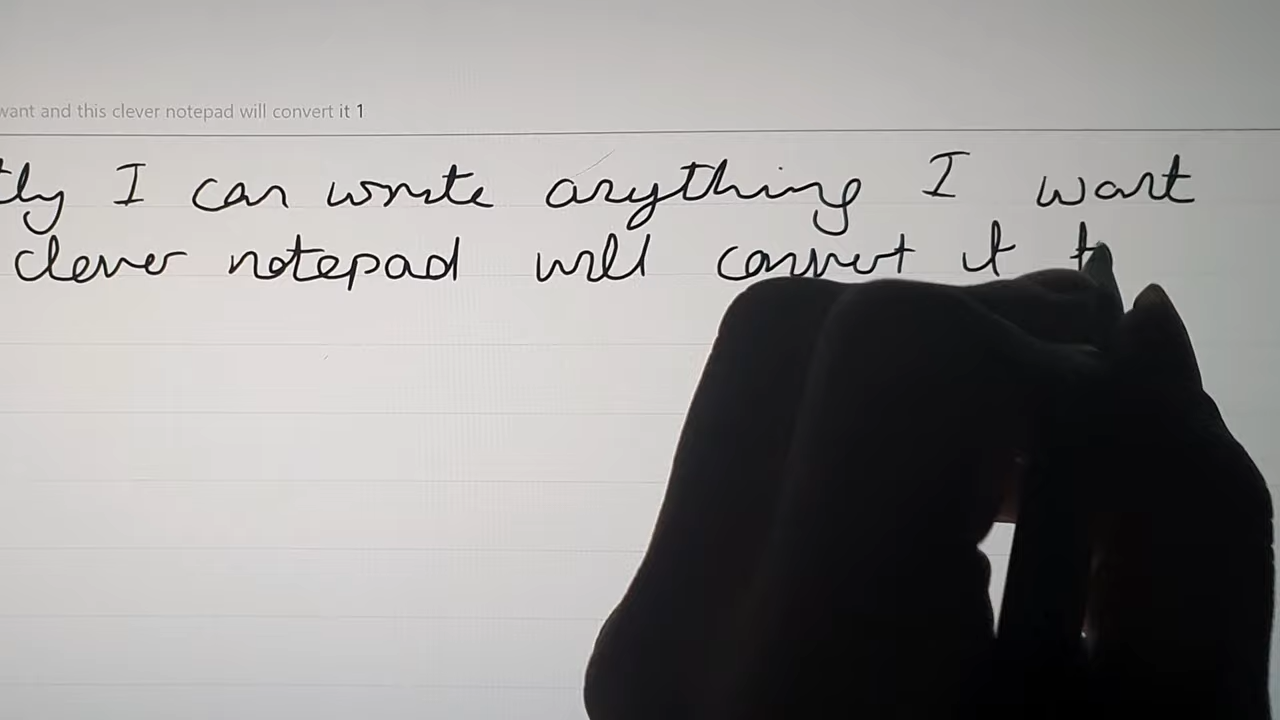 want and this clever notepad will convert it 1
tly I can write anything I want
clever notepad will convert it t